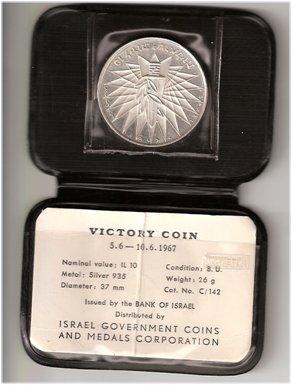 VICTORY COIN
5.6—10.6.1967
Nominal value: IL 10 Condition: B. U.
Metal: Silver 935 Weight: 26 g
Diameter: 37 mm Cat. No. C/142
Issued by the BANK OF ISRAEL
Distributed by
ISRAEL GOVERNMENT COINS
AND MEDALS CORPORATION